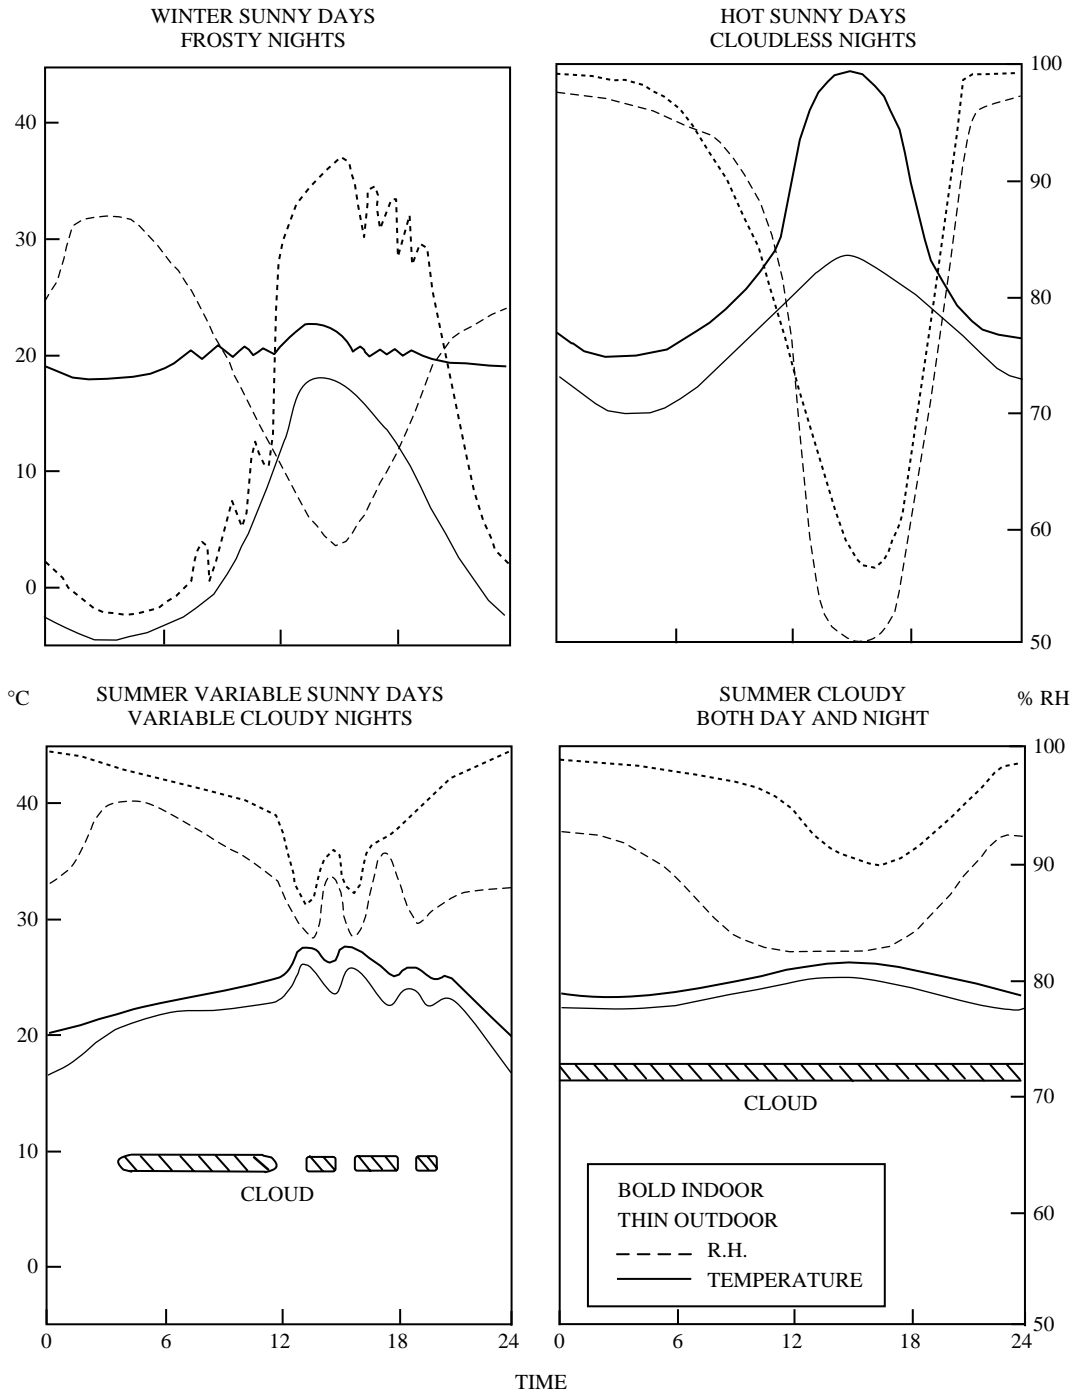 WINTER SUNNY DAYS
FROSTY NIGHTS
HOT SUNNY DAYS
CLOUDLESS NIGHTS
40
30
20
10
0
100
90
80
70
60
50
°C
SUMMER VARIABLE SUNNY DAYS
VARIABLE CLOUDY NIGHTS
SUMMER CLOUDY
BOTH DAY AND NIGHT
% RH
40
30
20
10
0
CLOUD
0
6
12
18
24
CLOUD
BOLD INDOOR
THIN OUTDOOR
R.H.
TEMPERATURE
100
90
80
70
60
50
0
6
12
18
24
TIME